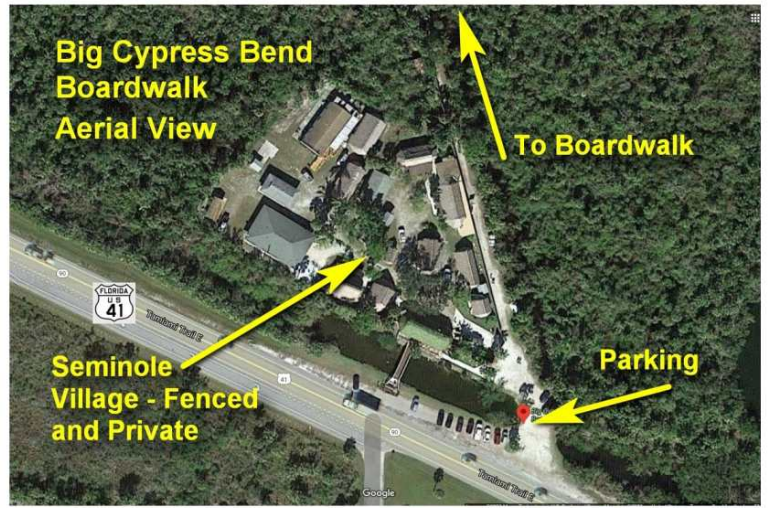 Big Cypress Bend
Boardwalk
Aerial View
To Boardwalk
90
FLORIDA
US
41
Tamiami Trail E
Seminole
Village - Fenced
and Private
Parking
41
90
Tamiami Trail E
Google